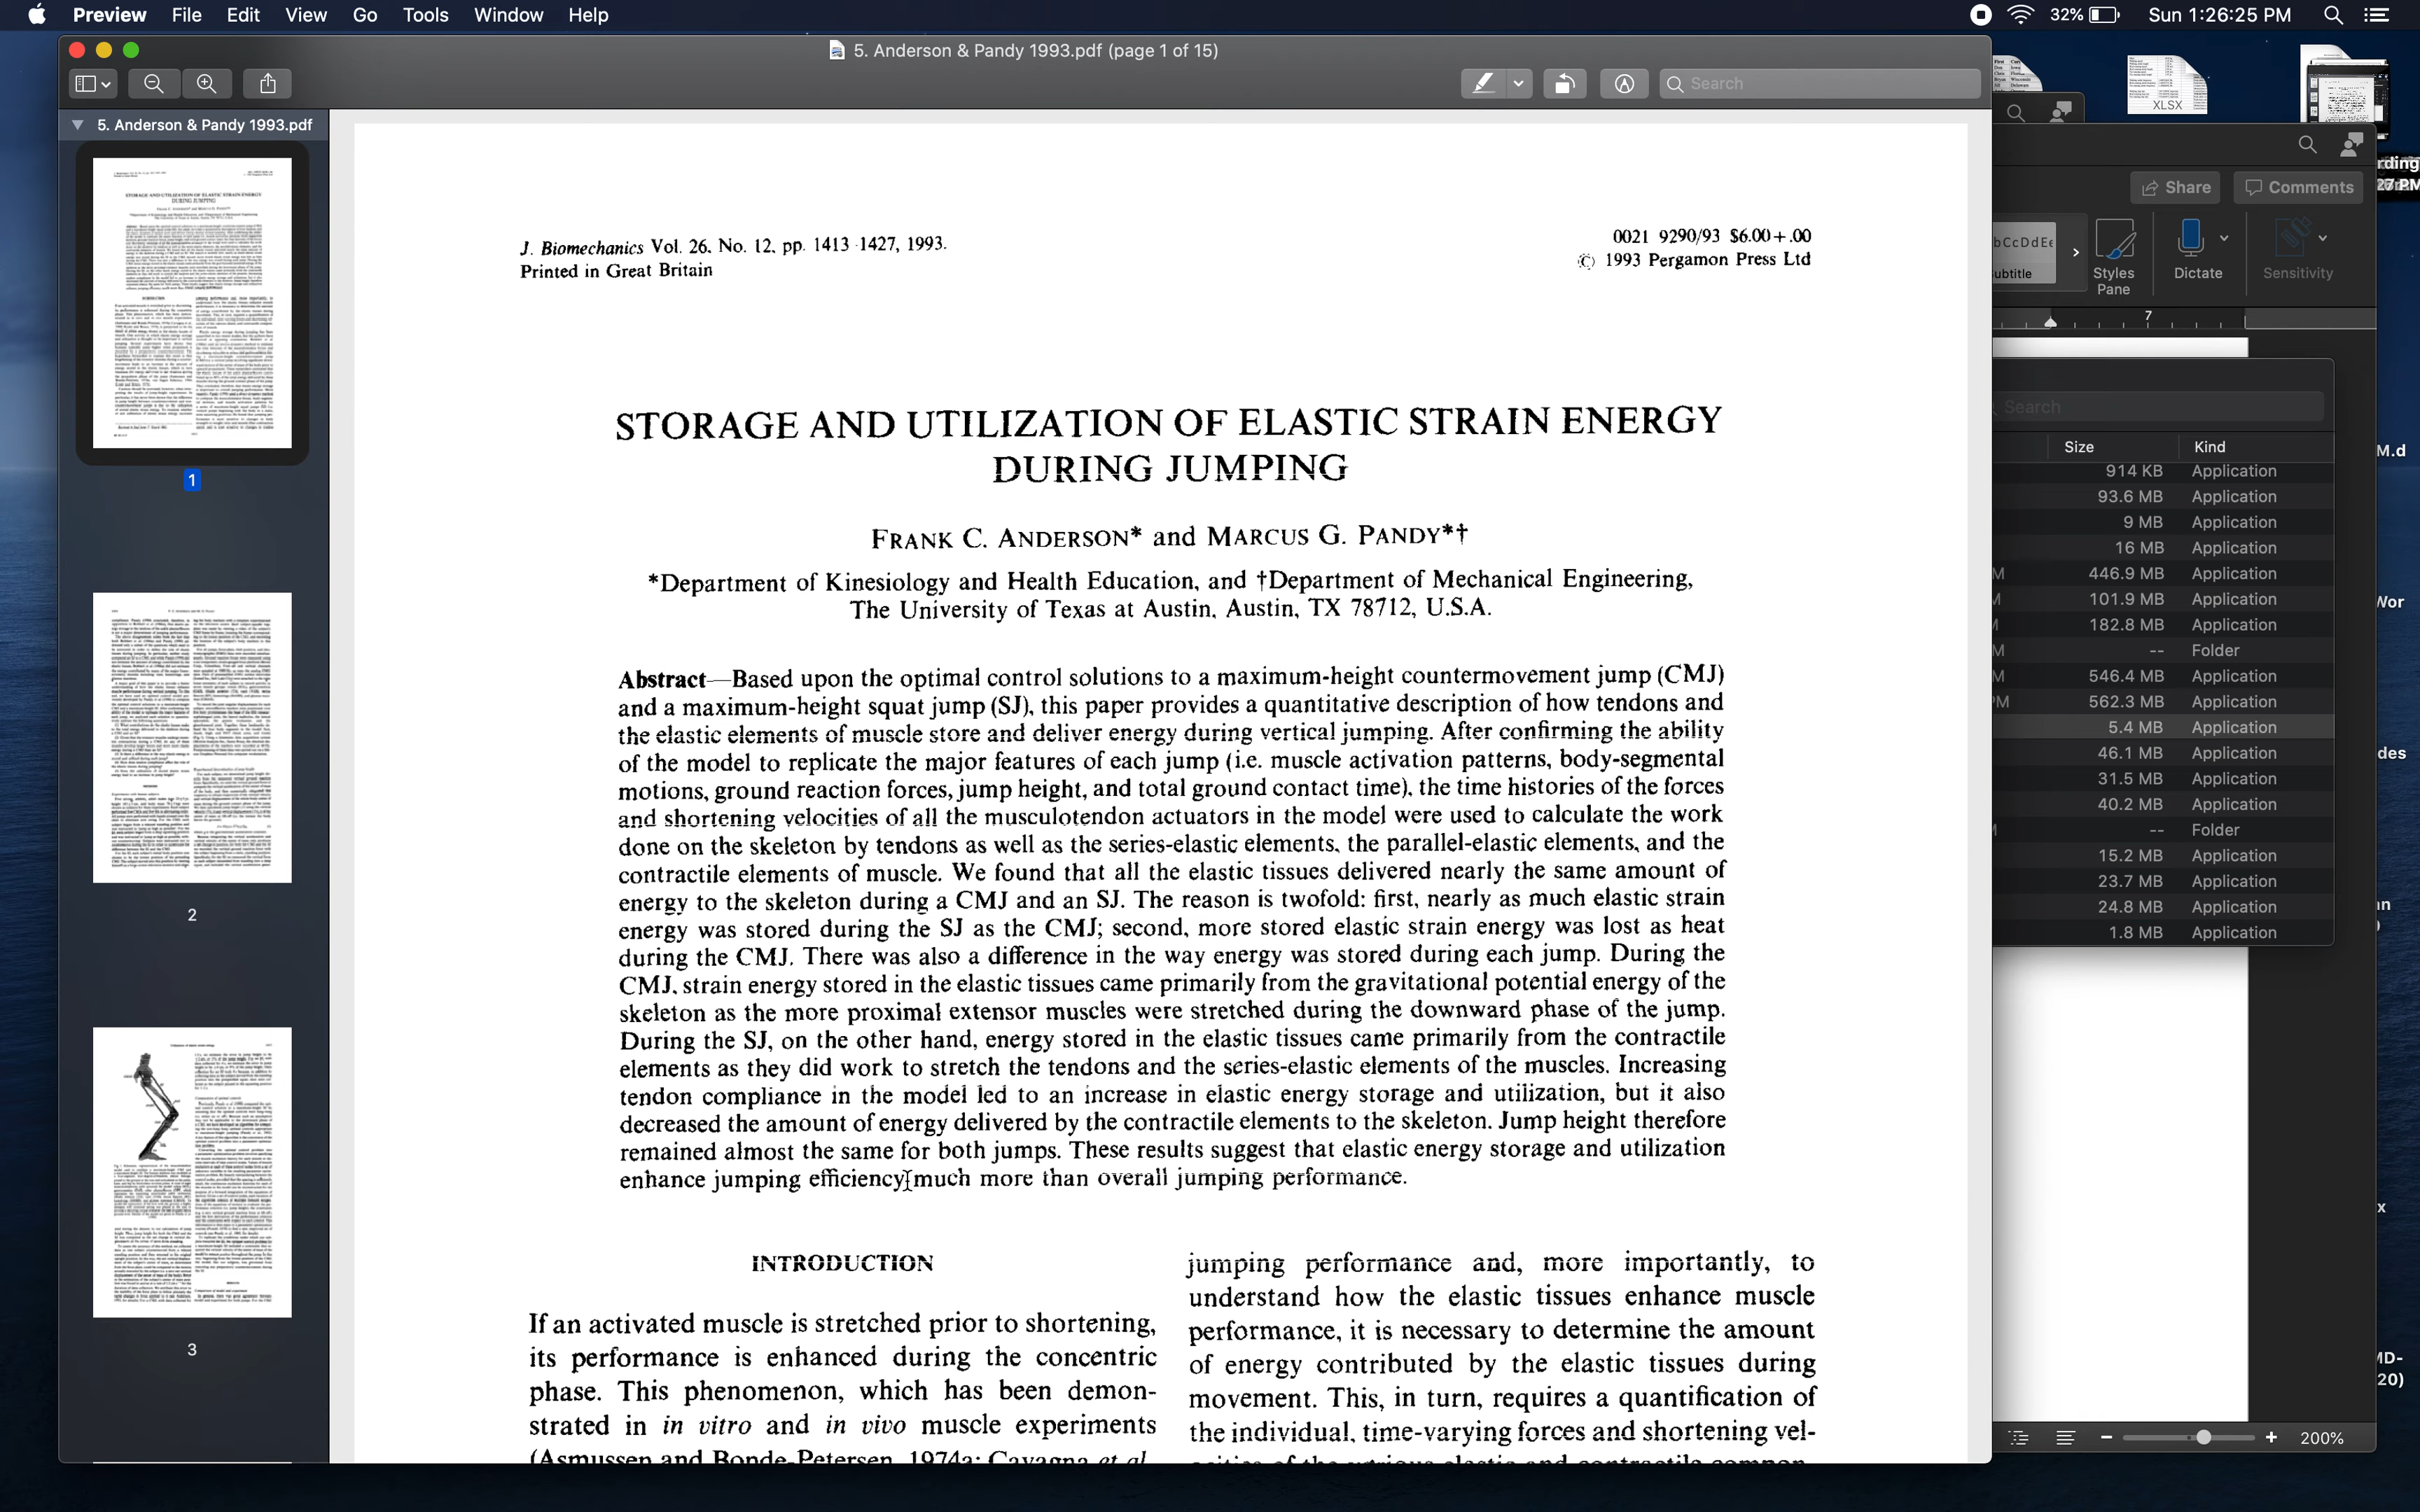 Preview File Edit View Go Tools Window Help
32% Sun 1:26:25 PM
5. Anderson & Pandy 1993.pdf (page 1 of 15)
Search
5. Anderson & Pandy 1993.pdf
1
2
3
J. Biomechanics Vol. 26. No. 12, pp. 1413 1427, 1993.
Printed in Great Britain
0021 9290/93 $6.00+.00
© 1993 Pergamon Press Ltd
STORAGE AND UTILIZATION OF ELASTIC STRAIN ENERGY
DURING JUMPING
FRANK C. ANDERSON* and MARCUS G. PANDY*†
*Department of Kinesiology and Health Education, and †Department of Mechanical Engineering,
The University of Texas at Austin, Austin, TX 78712, U.S.A.
Abstract—Based upon the optimal control solutions to a maximum-height countermovement jump (CMJ)
and a maximum-height squat jump (SJ), this paper provides a quantitative description of how tendons and
the elastic elements of muscle store and deliver energy during vertical jumping. After confirming the ability
of the model to replicate the major features of each jump (i.e. muscle activation patterns, body-segmental
motions, ground reaction forces, jump height, and total ground contact time), the time histories of the forces
and shortening velocities of all the musculotendon actuators in the model were used to calculate the work
done on the skeleton by tendons as well as the series-elastic elements, the parallel-elastic elements, and the
contractile elements of muscle. We found that all the elastic tissues delivered nearly the same amount of
energy to the skeleton during a CMJ and an SJ. The reason is twofold: first, nearly as much elastic strain
energy was stored during the SJ as the CMJ; second, more stored elastic strain energy was lost as heat
during the CMJ. There was also a difference in the way energy was stored during each jump. During the
CMJ, strain energy stored in the elastic tissues came primarily from the gravitational potential energy of the
skeleton as the more proximal extensor muscles were stretched during the downward phase of the jump.
During the SJ, on the other hand, energy stored in the elastic tissues came primarily from the contractile
elements as they did work to stretch the tendons and the series-elastic elements of the muscles. Increasing
tendon compliance in the model led to an increase in elastic energy storage and utilization, but it also
decreased the amount of energy delivered by the contractile elements to the skeleton. Jump height therefore
remained almost the same for both jumps. These results suggest that elastic energy storage and utilization
enhance jumping efficiency much more than overall jumping performance.
INTRODUCTION
If an activated muscle is stretched prior to shortening,
its performance is enhanced during the concentric
phase. This phenomenon, which has been demon-
strated in in vitro and in vivo muscle experiments
(Asmussen and Bonde-Petersen, 1974a; Cavagna et al.
jumping performance and, more importantly, to
understand how the elastic tissues enhance muscle
performance, it is necessary to determine the amount
of energy contributed by the elastic tissues during
movement. This, in turn, requires a quantification of
the individual, time-varying forces and shortening vel-
XLSX
Share Comments
Styles
Pane
Dictate
Sensitivity
7
Search
Size Kind
914 KB Application
93.6 MB Application
9 MB Application
16 MB Application
446.9 MB Application
101.9 MB Application
182.8 MB Application
-- Folder
546.4 MB Application
562.3 MB Application
5.4 MB Application
46.1 MB Application
31.5 MB Application
40.2 MB Application
-- Folder
15.2 MB Application
23.7 MB Application
24.8 MB Application
1.8 MB Application
200%